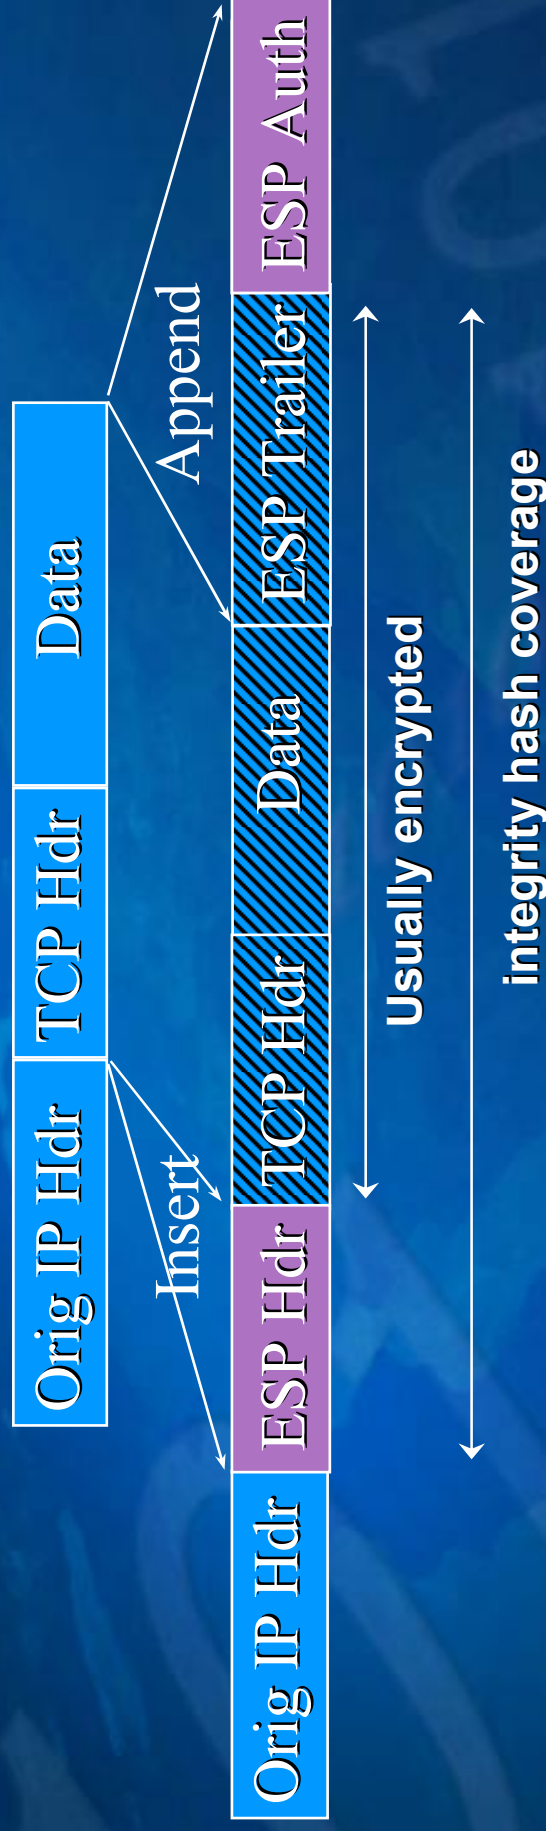 Orig IP Hdr
TCP Hdr
Data
Insert
Append
Orig IP Hdr
ESP Hdr
TCP Hdr
Data
ESP Trailer
ESP Auth
Usually encrypted
integrity hash coverage